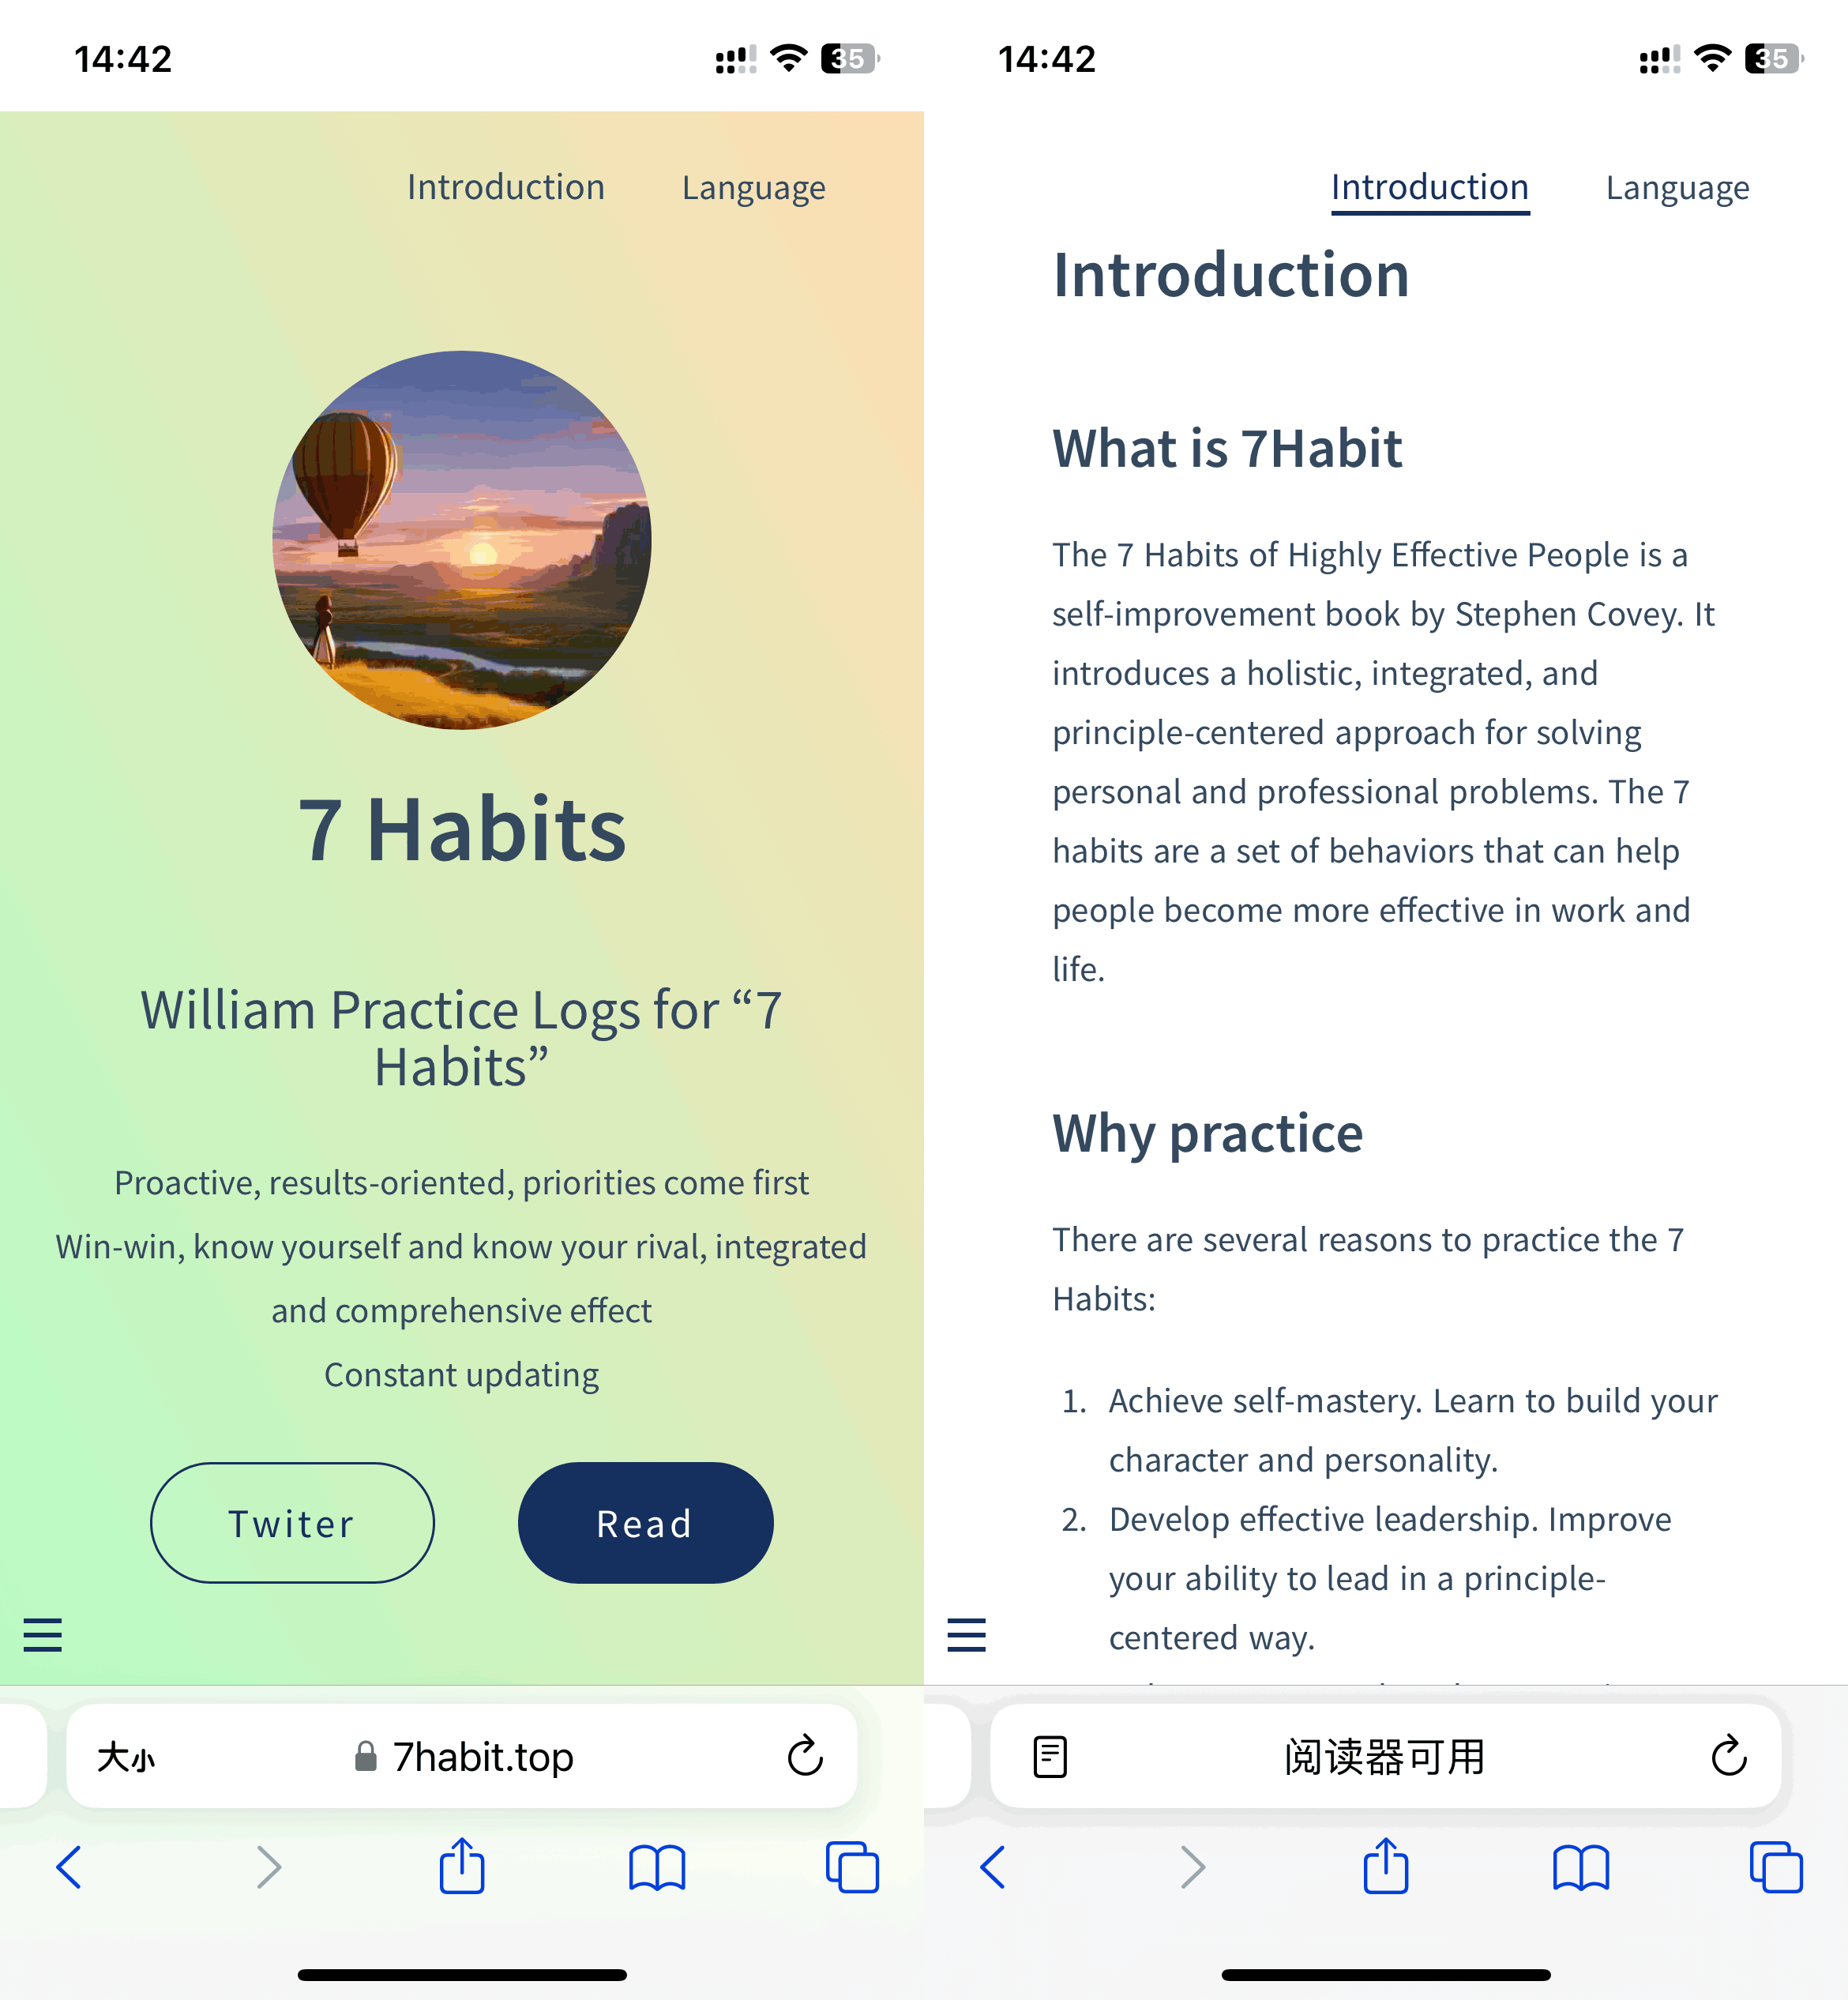 14:42
35
Introduction
Language
7 Habits
William Practice Logs for “7
Habits”
Proactive, results-oriented, priorities come first
Win-win, know yourself and know your rival, integrated
and comprehensive effect
Constant updating
Twiter
Read
大小
7habit.top
14:42
35
Introduction
Language
Introduction
What is 7Habit
The 7 Habits of Highly Effective People is a
self-improvement book by Stephen Covey. It
introduces a holistic, integrated, and
principle-centered approach for solving
personal and professional problems. The 7
habits are a set of behaviors that can help
people become more effective in work and
life.
Why practice
There are several reasons to practice the 7
Habits:
1. Achieve self-mastery. Learn to build your
character and personality.
2. Develop effective leadership. Improve
your ability to lead in a principle-
centered way.
阅读器可用